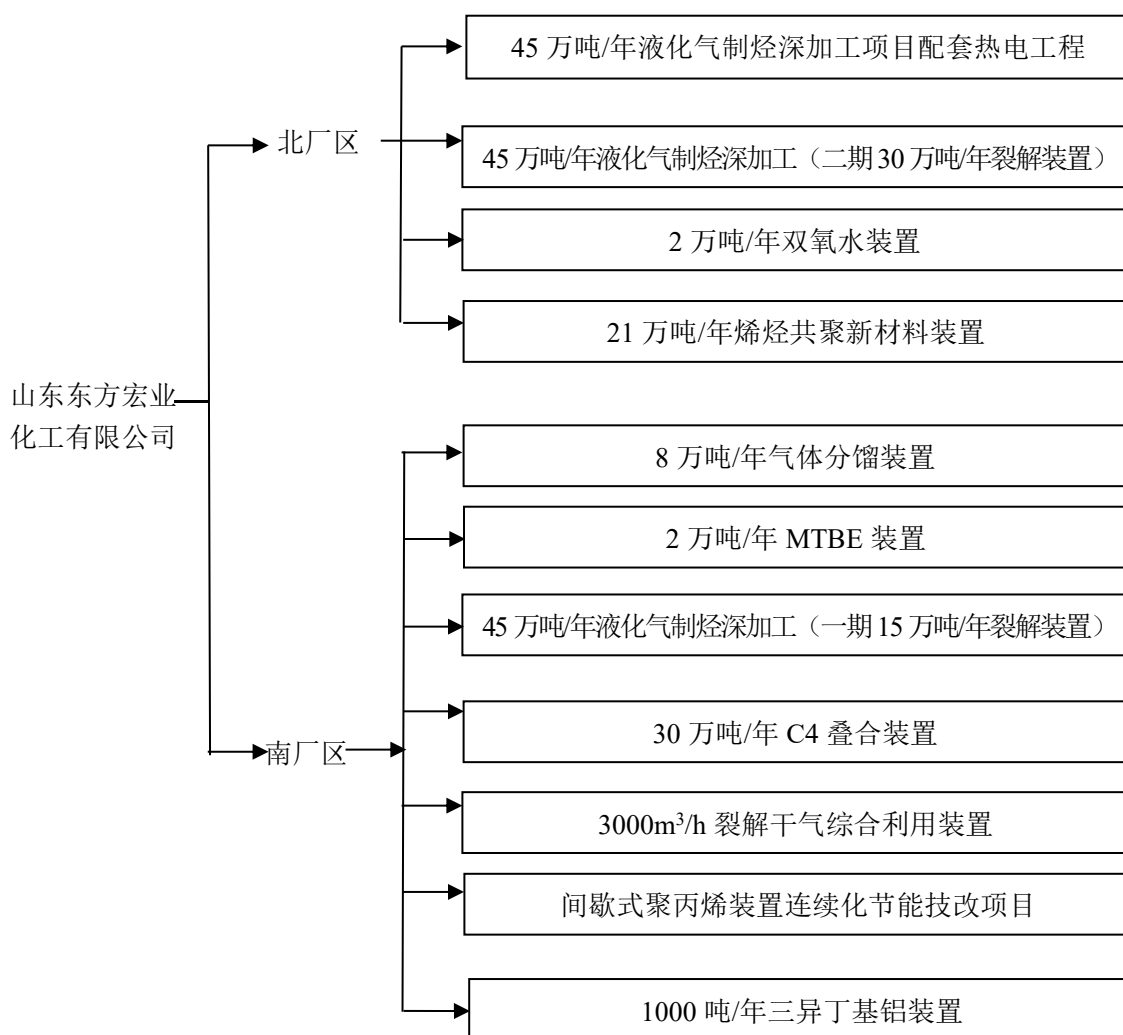 45 万吨/年液化气制烃深加工项目配套热电工程
北厂区
45 万吨/年液化气制烃深加工（二期 30 万吨/年裂解装置）
2 万吨/年双氧水装置
21 万吨/年烯烃共聚新材料装置
山东东方宏业
化工有限公司
8 万吨/年气体分馏装置
2 万吨/年 MTBE 装置
45 万吨/年液化气制烃深加工（一期 15 万吨/年裂解装置）
30 万吨/年 C4 叠合装置
南厂区
3000m³/h 裂解干气综合利用装置
间歇式聚丙烯装置连续化节能技改项目
1000 吨/年三异丁基铝装置